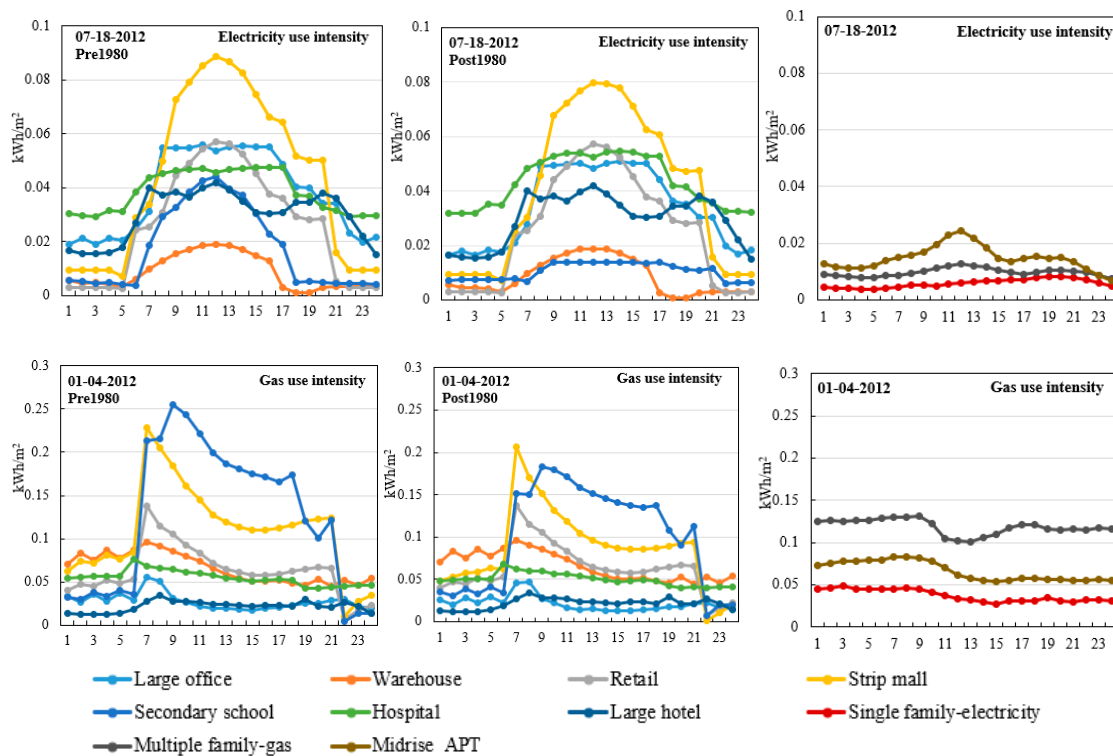 07-18-2012 Electricity use intensity
Pre1980
kWh/m²
0.1
0.08
0.06
0.04
0.02
0
1 3 5 7 9 11 13 15 17 19 21 23
07-18-2012 Electricity use intensity
Post1980
kWh/m²
0.1
0.08
0.06
0.04
0.02
0
1 3 5 7 9 11 13 15 17 19 21 23
07-18-2012 Electricity use intensity
kWh/m²
0.1
0.08
0.06
0.04
0.02
0
1 3 5 7 9 11 13 15 17 19 21 23
01-04-2012 Gas use intensity
Pre1980
kWh/m²
0.3
0.25
0.2
0.15
0.1
0.05
0
1 3 5 7 9 11 13 15 17 19 21 23
01-04-2012 Gas use intensity
Post1980
kWh/m²
0.3
0.25
0.2
0.15
0.1
0.05
0
1 3 5 7 9 11 13 15 17 19 21 23
01-04-2012 Gas use intensity
kWh/m²
0.3
0.25
0.2
0.15
0.1
0.05
0
1 3 5 7 9 11 13 15 17 19 21 23
Large office Warehouse Retail Strip mall
Secondary school Hospital Large hotel Single family-electricity
Multiple family-gas Midrise APT